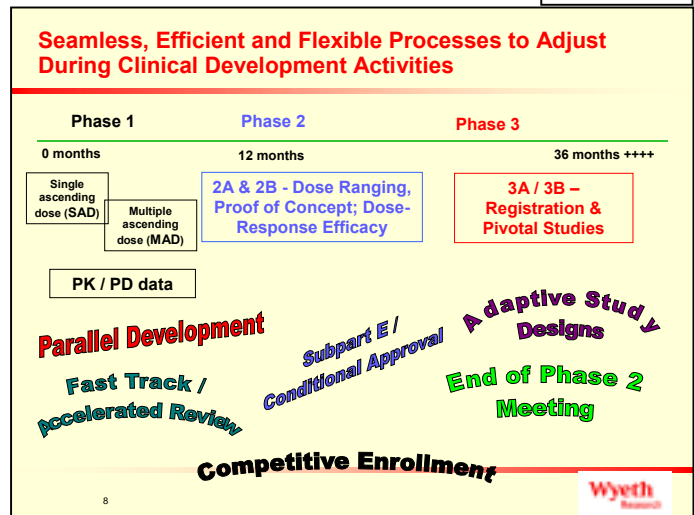 Seamless, Efficient and Flexible Processes to Adjust
During Clinical Development Activities
Phase 1
Phase 2
Phase 3
0 months
12 months
36 months ++++
Single
ascending
dose (SAD)
Multiple
ascending
dose (MAD)
2A & 2B - Dose Ranging,
Proof of Concept; Dose-
Response Efficacy
3A / 3B –
Registration &
Pivotal Studies
PK / PD data
Parallel Development
Fast Track /
Accelerated Review
Subpart E /
Conditional Approval
Adaptive Study
Designs
End of Phase 2
Meeting
Competitive Enrollment
8
Wyeth
Research